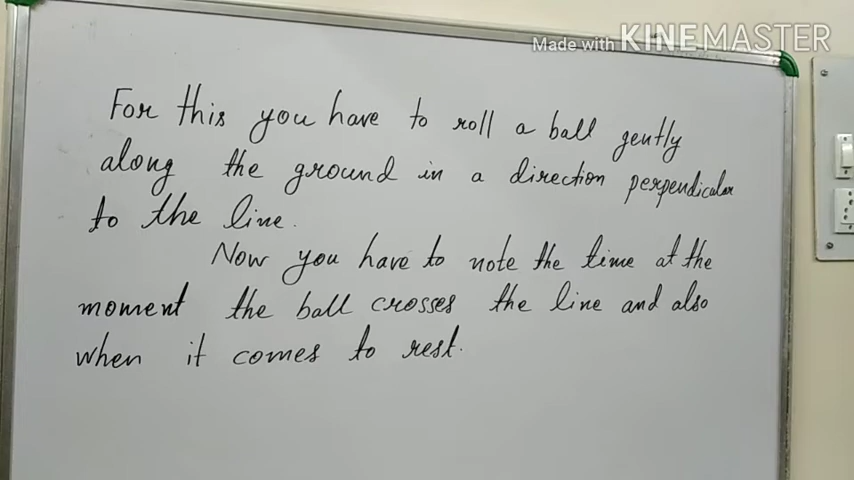 Made with KINEMASTER
For this you have to roll a ball gently
along the ground in a direction perpendicular
to the line.
Now you have to note the time at the
moment the ball crosses the line and also
when it comes to rest.